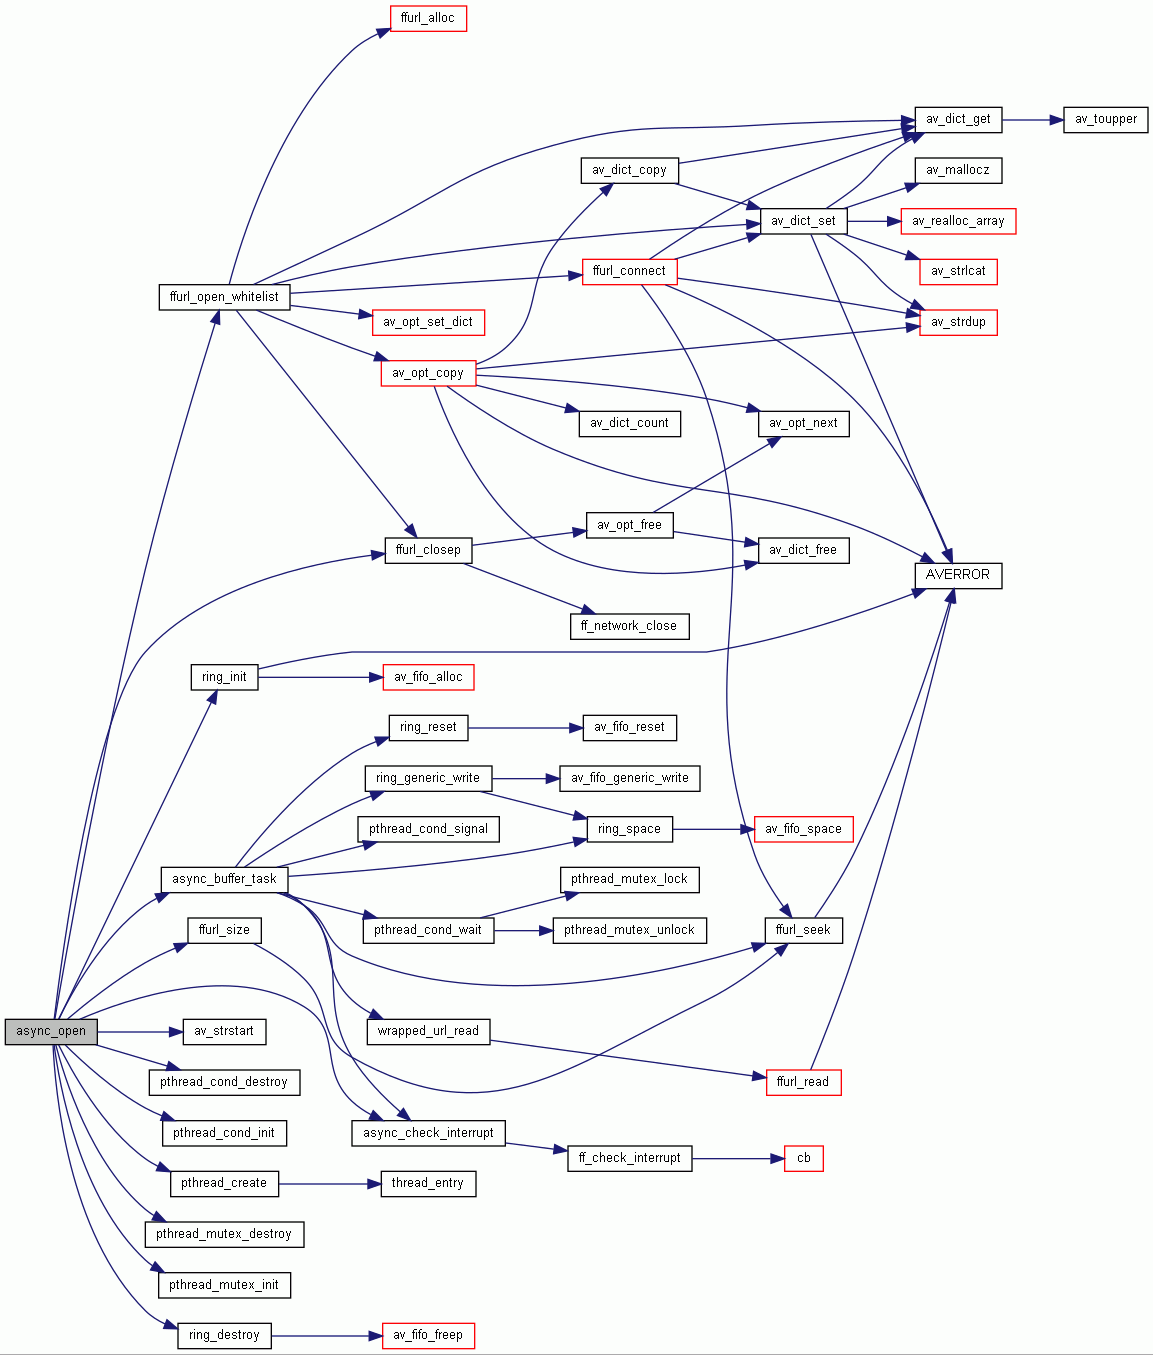 ffurl_alloc
av_dict_get
av_toupper
av_dict_copy
av_mallocz
av_dict_set
av_realloc_array
ffurl_connect
av_strlcat
ffurl_open_whitelist
av_opt_set_dict
av_strdup
av_opt_copy
av_dict_count
av_opt_next
av_opt_free
ffurl_closep
av_dict_free
AVERROR
ff_network_close
ring_init
av_fifo_alloc
ring_reset
av_fifo_reset
ring_generic_write
av_fifo_generic_write
pthread_cond_signal
ring_space
av_fifo_space
async_buffer_task
pthread_mutex_lock
ffurl_size
pthread_cond_wait
pthread_mutex_unlock
ffurl_seek
async_open
av_strstart
wrapped_url_read
pthread_cond_destroy
ffurl_read
pthread_cond_init
async_check_interrupt
ff_check_interrupt
cb
pthread_create
thread_entry
pthread_mutex_destroy
pthread_mutex_init
ring_destroy
av_fifo_freep